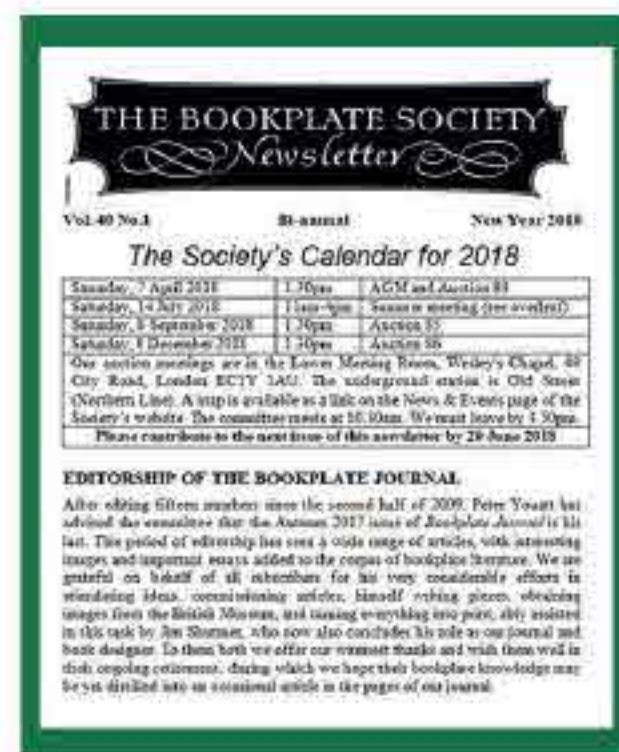 THE BOOKPLATE SOCIETY
Newsletter
Vol. 40 No.1 Bi-annual New Year 2018
The Society's Calendar for 2018
Saturday, 7 April 2018 1.30pm AGM and Auction
Saturday, 14 July 2018 11am-4pm Summer meeting (see overleaf)
Saturday, 8 September 2018 1.30pm Auction 85
Saturday, 8 December 2018 1.30pm Auction 86
Our auction meetings are in the Lower Meeting Room, Wesley's Chapel, 49
City Road, London EC1Y 1AU. The underground station is Old Street
(Northern Line). A map is available as a link on the News & Events page of the
Society's website. The committee meets at 10.30am. We must leave by 4.30pm.
Please contribute to the next issue of this newsletter by 20 June 2018
EDITORSHIP OF THE BOOKPLATE JOURNAL
After editing fifteen numbers since the second half of 2009, Peter Youatt has
advised the committee that the Autumn 2017 issue of Bookplate Journal is his
last. This period of editorship has seen a wide range of articles, with interesting
images and important essays added to the corpus of bookplate literature. We are
grateful on behalf of all subscribers for his very considerable efforts in
ideas, commissioning articles, himself writing pieces, obtaining
images from the British Museum, and turning everything into print, ably assisted
in this task by Jim Shurmer, who now also concludes his role as our journal and
book designer. To them both we offer our warmest thanks and wish them well in
their ongoing retirement, during which we hope their bookplate knowledge may
be yet distilled into an occasional article in the pages of our journal.